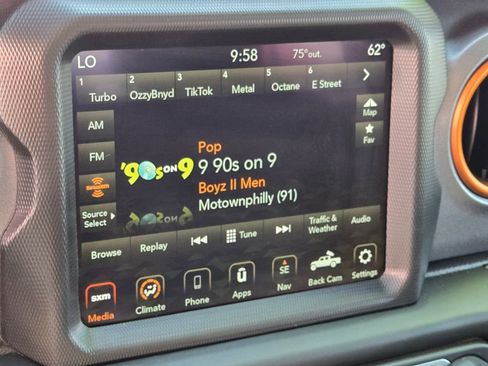 LO 9:58 75°out. 62°
1 Turbo 2 OzzyBnyd 3 TikTok 4 Metal 5 Octane 6 E Street
AM
Map
FM
Fav
SiriusXM
Source
Select
'90s ON 9
Pop
9 90s on 9
Boyz II Men
Motownphilly (91)
Browse Replay Tune Traffic &
Weather Audio
sxm
Media
Climate
Phone
U
Apps
SE
Nav
Back Cam
Settings